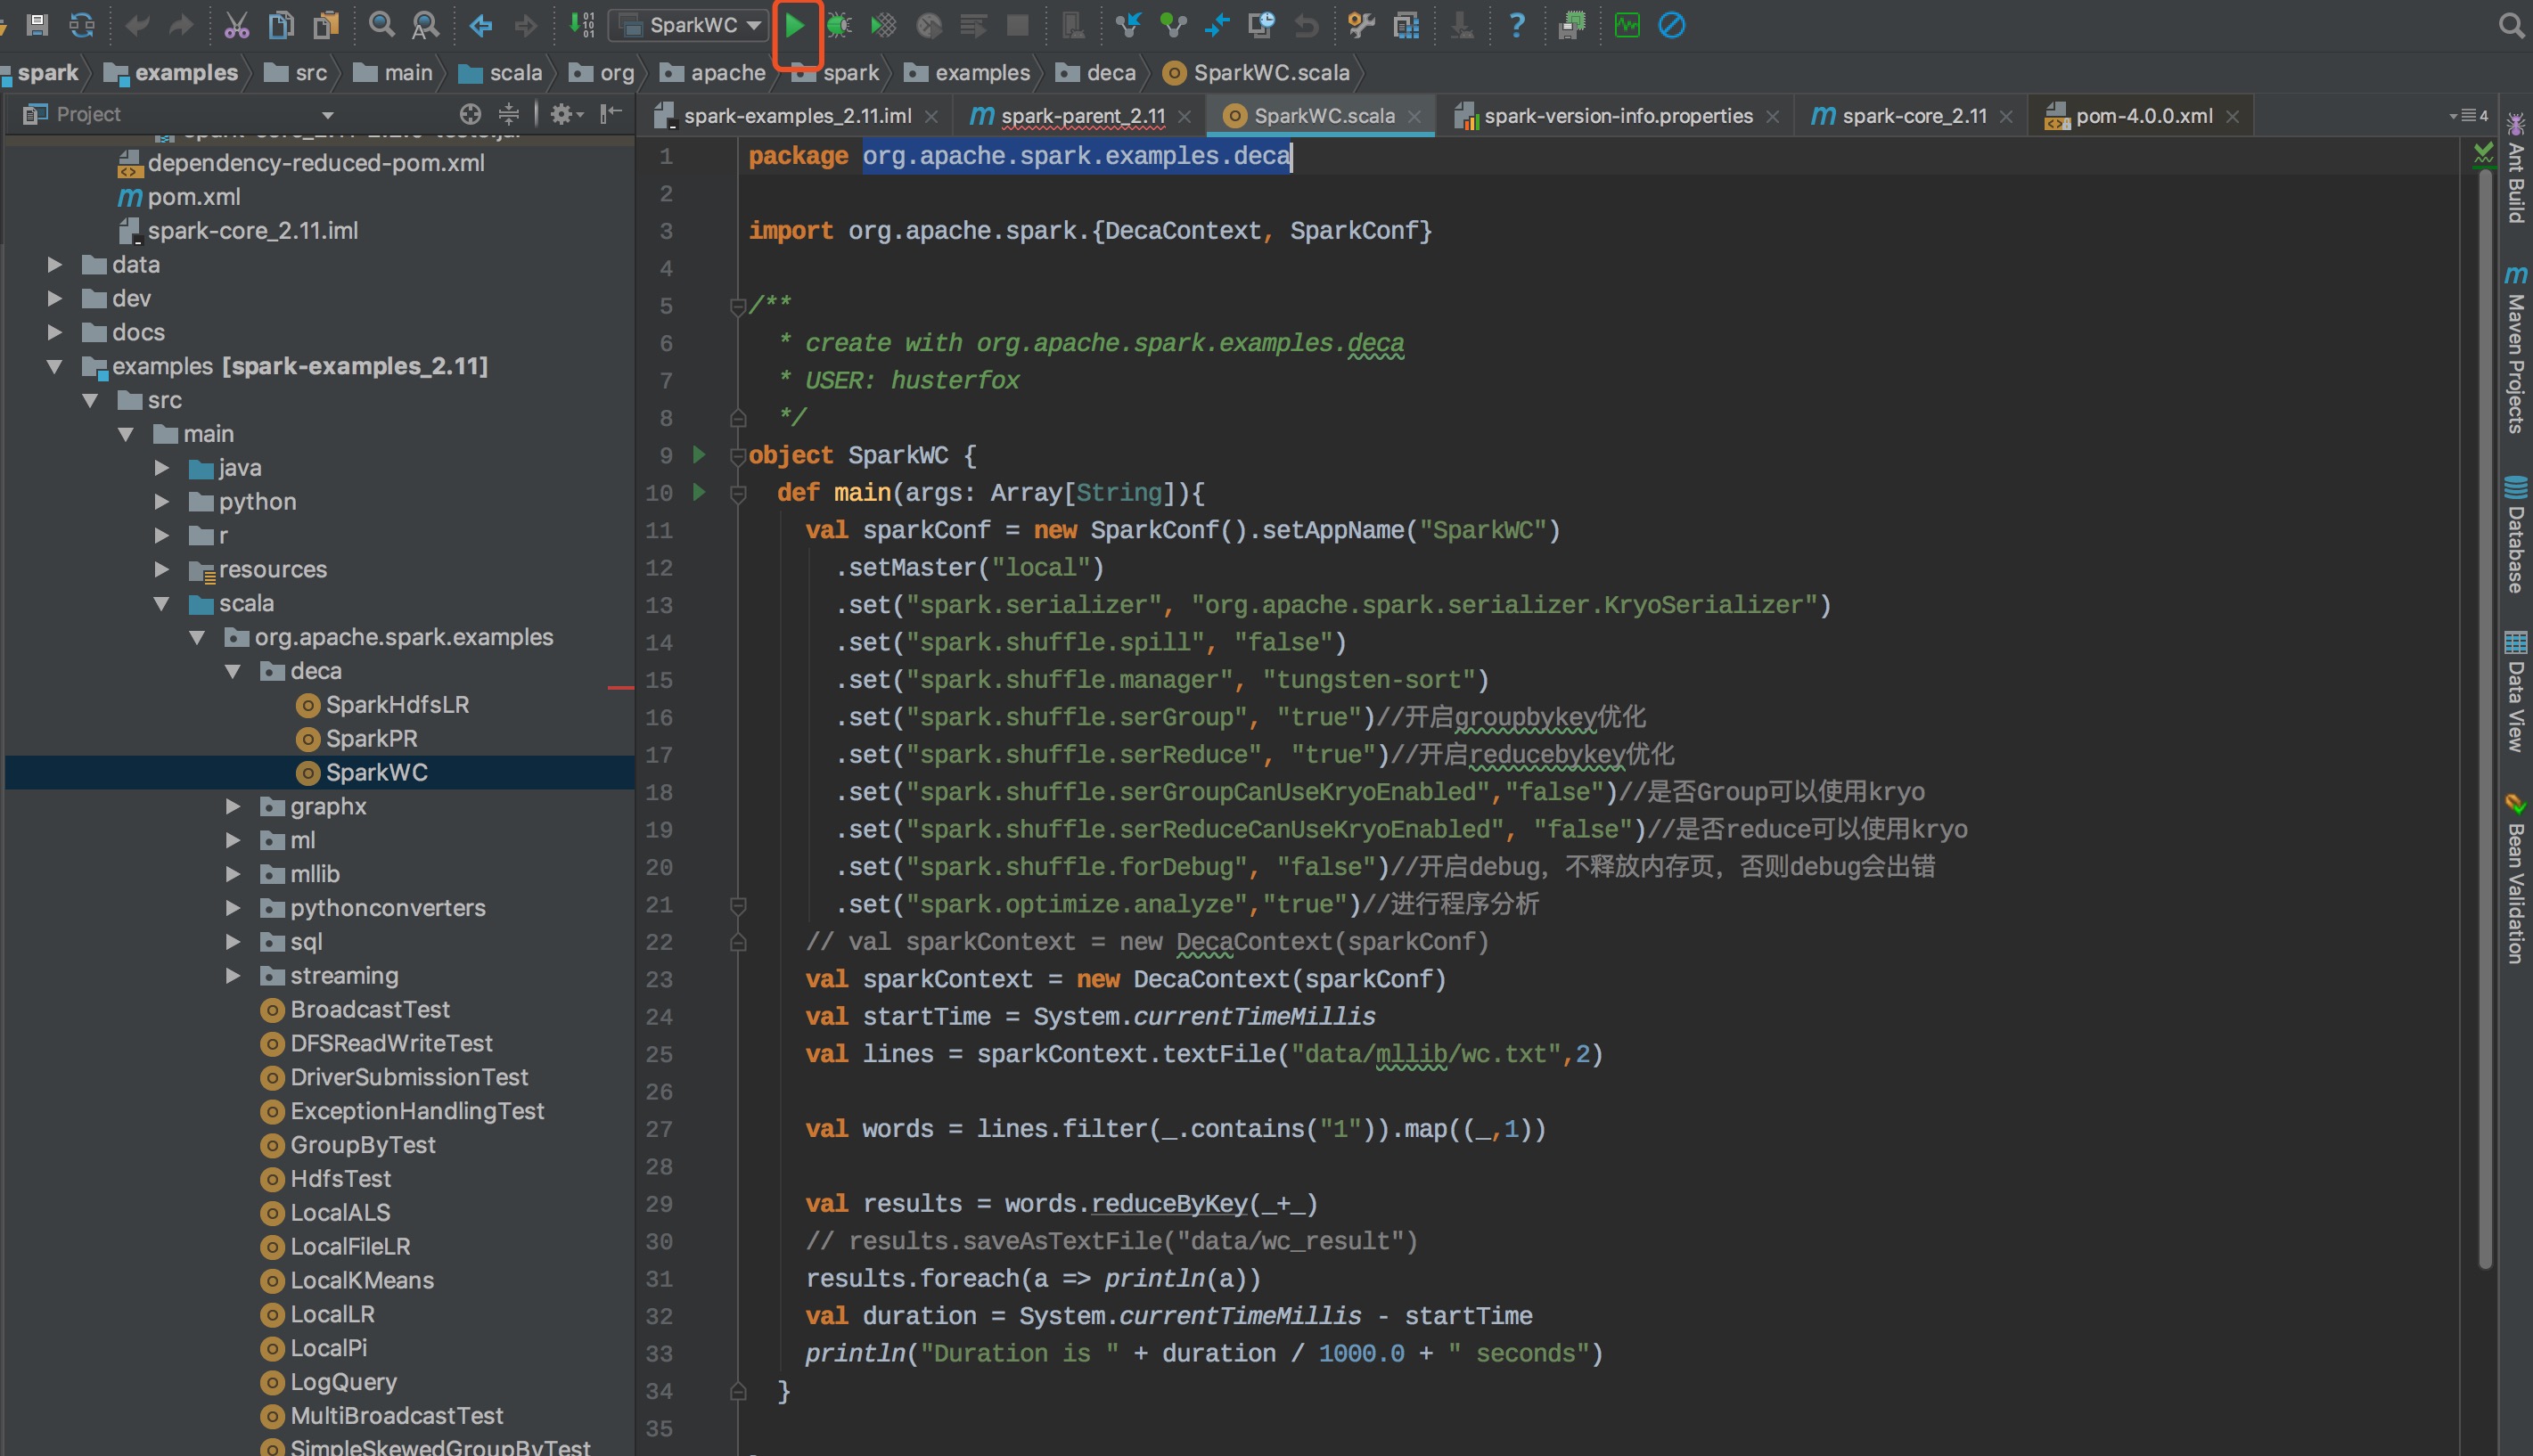 SparkWC
spark examples src main scala org apache spark examples deca SparkWC.scala
Project
dependency-reduced-pom.xml
pom.xml
spark-core_2.11.iml
data
dev
docs
examples [spark-examples_2.11]
src
main
java
python
r
resources
scala
org.apache.spark.examples
deca
SparkHdfsLR
SparkPR
SparkWC
graphx
ml
mllib
pythonconverters
sql
streaming
BroadcastTest
DFSReadWriteTest
DriverSubmissionTest
ExceptionHandlingTest
GroupByTest
HdfsTest
LocalALS
LocalFileLR
LocalKMeans
LocalLR
LocalPi
LogQuery
MultiBroadcastTest
SimpleSkewedGroupByTest
spark-examples_2.11.iml spark-parent_2.11 SparkWC.scala spark-version-info.properties spark-core_2.11 pom-4.0.0.xml 4
1 package org.apache.spark.examples.deca
2
3 import org.apache.spark.{DecaContext, SparkConf}
4
5 /**
6 * create with org.apache.spark.examples.deca
7 * USER: husterfox
8 */
9 object SparkWC {
10 def main(args: Array[String]){
11 val sparkConf = new SparkConf().setAppName("SparkWC")
12 .setMaster("local")
13 .set("spark.serializer", "org.apache.spark.serializer.KryoSerializer")
14 .set("spark.shuffle.spill", "false")
15 .set("spark.shuffle.manager", "tungsten-sort")
16 .set("spark.shuffle.serGroup", "true")//开启groupbykey优化
17 .set("spark.shuffle.serReduce", "true")//开启reducebykey优化
18 .set("spark.shuffle.serGroupCanUseKryoEnabled","false")//是否Group可以使用kryo
19 .set("spark.shuffle.serReduceCanUseKryoEnabled", "false")//是否reduce可以使用kryo
20 .set("spark.shuffle.forDebug", "false")//开启debug，不释放内存页，否则debug会出错
21 .set("spark.optimize.analyze","true")//进行程序分析
22 // val sparkContext = new DecaContext(sparkConf)
23 val sparkContext = new DecaContext(sparkConf)
24 val startTime = System.currentTimeMillis
25 val lines = sparkContext.textFile("data/mllib/wc.txt",2)
26
27 val words = lines.filter(_.contains("1")).map((_,1))
28
29 val results = words.reduceByKey(_+_)
30 // results.saveAsTextFile("data/wc_result")
31 results.foreach(a => println(a))
32 val duration = System.currentTimeMillis - startTime
33 println("Duration is " + duration / 1000.0 + " seconds")
34 }
35
Ant Build
Maven Projects
Database
Data View
Bean Validation